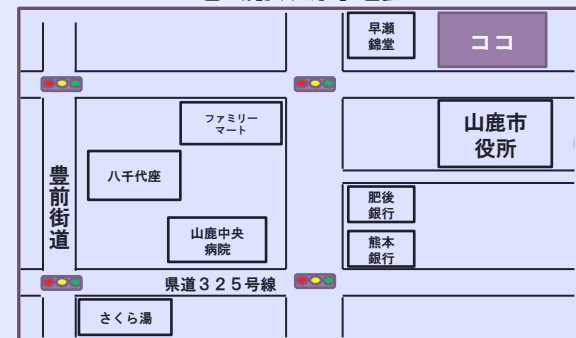 早瀬
錦堂
ココ
ファミリー
マート
山鹿市
役所
八千代座
豊前街道
肥後
銀行
山鹿中央
病院
熊本
銀行
県道325号線
さくら湯